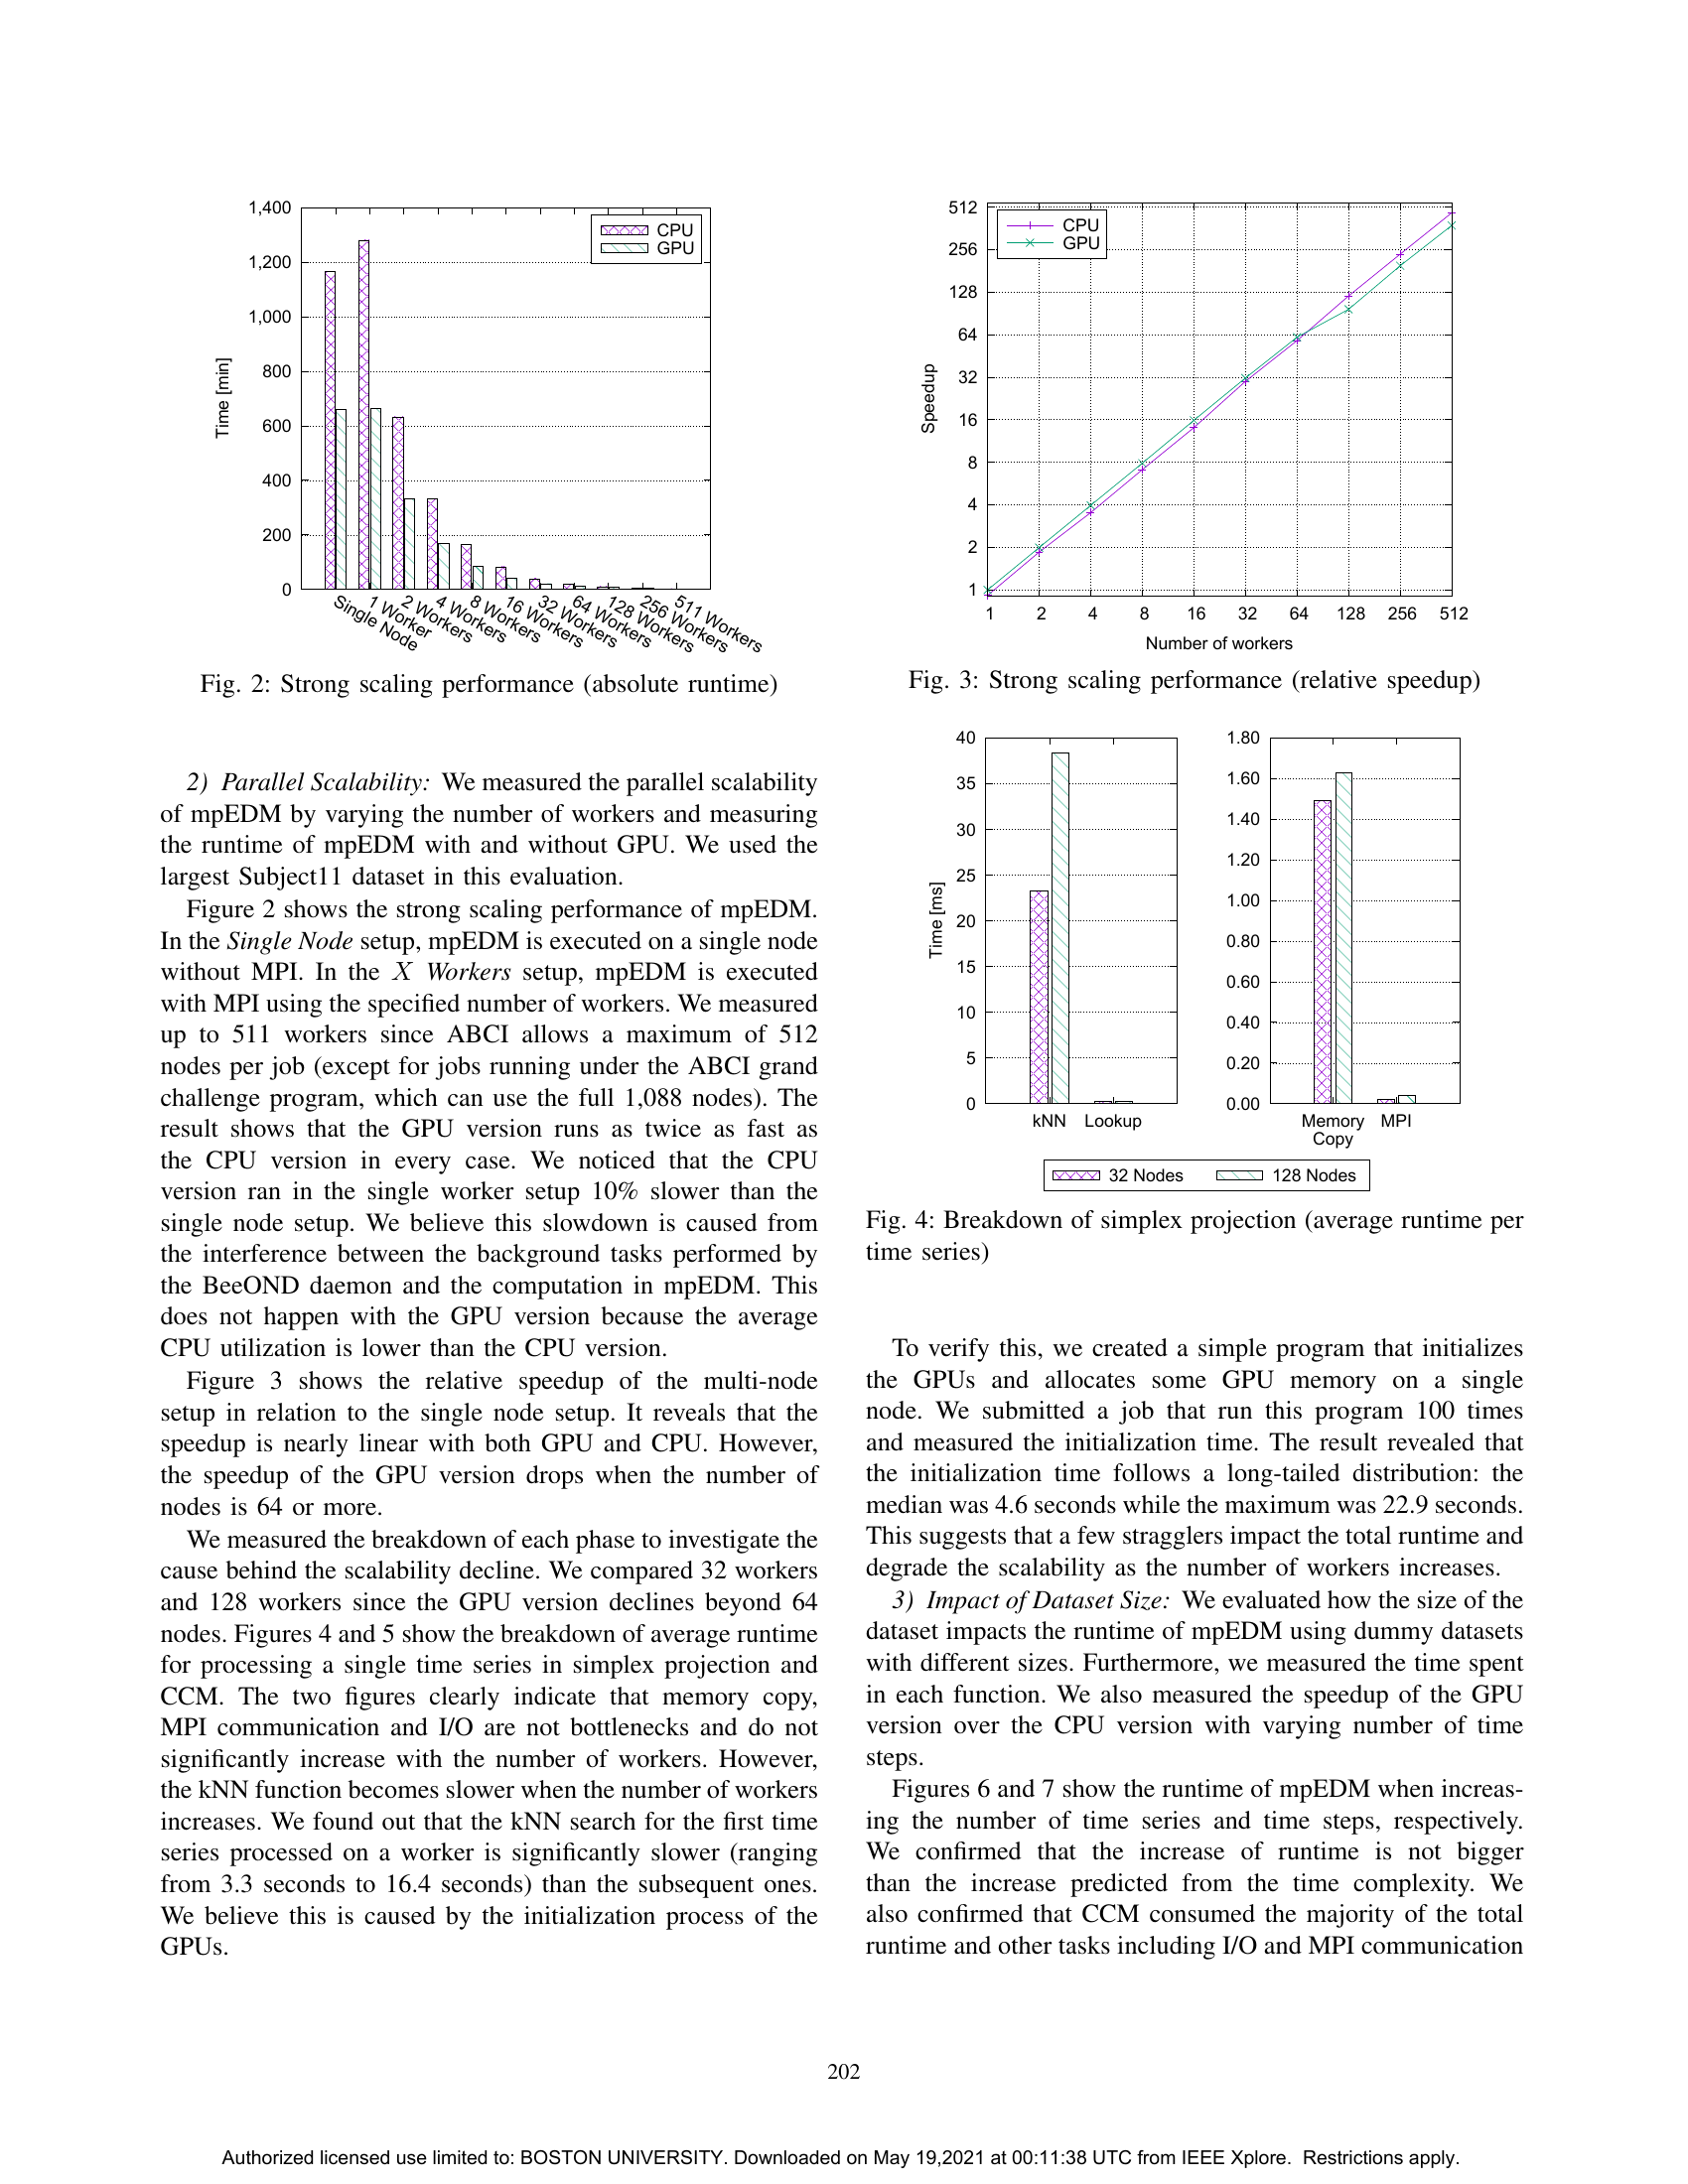 1,400
1,200
1,000
800
600
400
200
0
Time [min]
CPU
GPU
Single Node
1 Worker
2 Workers
4 Workers
8 Workers
16 Workers
32 Workers
64 Workers
128 Workers
256 Workers
511 Workers
Fig. 2: Strong scaling performance (absolute runtime)
2) Parallel Scalability: We measured the parallel scalability
of mpEDM by varying the number of workers and measuring
the runtime of mpEDM with and without GPU. We used the
largest Subject11 dataset in this evaluation.
Figure 2 shows the strong scaling performance of mpEDM.
In the Single Node setup, mpEDM is executed on a single node
without MPI. In the X Workers setup, mpEDM is executed
with MPI using the specified number of workers. We measured
up to 511 workers since ABCI allows a maximum of 512
nodes per job (except for jobs running under the ABCI grand
challenge program, which can use the full 1,088 nodes). The
result shows that the GPU version runs as twice as fast as
the CPU version in every case. We noticed that the CPU
version ran in the single worker setup 10% slower than the
single node setup. We believe this slowdown is caused from
the interference between the background tasks performed by
the BeeOND daemon and the computation in mpEDM. This
does not happen with the GPU version because the average
CPU utilization is lower than the CPU version.
Figure 3 shows the relative speedup of the multi-node
setup in relation to the single node setup. It reveals that the
speedup is nearly linear with both GPU and CPU. However,
the speedup of the GPU version drops when the number of
nodes is 64 or more.
We measured the breakdown of each phase to investigate the
cause behind the scalability decline. We compared 32 workers
and 128 workers since the GPU version declines beyond 64
nodes. Figures 4 and 5 show the breakdown of average runtime
for processing a single time series in simplex projection and
CCM. The two figures clearly indicate that memory copy,
MPI communication and I/O are not bottlenecks and do not
significantly increase with the number of workers. However,
the kNN function becomes slower when the number of workers
increases. We found out that the kNN search for the first time
series processed on a worker is significantly slower (ranging
from 3.3 seconds to 16.4 seconds) than the subsequent ones.
We believe this is caused by the initialization process of the
GPUs.
512
256
128
64
32
16
8
4
2
1
Speedup
CPU
GPU
1 2 4 8 16 32 64 128 256 512
Number of workers
Fig. 3: Strong scaling performance (relative speedup)
40
35
30
25
20
15
10
5
0
Time [ms]
kNN Lookup
1.80
1.60
1.40
1.20
1.00
0.80
0.60
0.40
0.20
0.00
Memory MPI
Copy
32 Nodes 128 Nodes
Fig. 4: Breakdown of simplex projection (average runtime per
time series)
To verify this, we created a simple program that initializes
the GPUs and allocates some GPU memory on a single
node. We submitted a job that run this program 100 times
and measured the initialization time. The result revealed that
the initialization time follows a long-tailed distribution: the
median was 4.6 seconds while the maximum was 22.9 seconds.
This suggests that a few stragglers impact the total runtime and
degrade the scalability as the number of workers increases.
3) Impact of Dataset Size: We evaluated how the size of the
dataset impacts the runtime of mpEDM using dummy datasets
with different sizes. Furthermore, we measured the time spent
in each function. We also measured the speedup of the GPU
version over the CPU version with varying number of time
steps.
Figures 6 and 7 show the runtime of mpEDM when increas-
ing the number of time series and time steps, respectively.
We confirmed that the increase of runtime is not bigger
than the increase predicted from the time complexity. We
also confirmed that CCM consumed the majority of the total
runtime and other tasks including I/O and MPI communication
202
Authorized licensed use limited to: BOSTON UNIVERSITY. Downloaded on May 19,2021 at 00:11:38 UTC from IEEE Xplore. Restrictions apply.